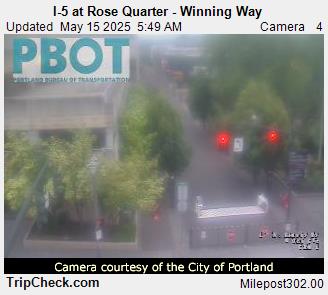 I-5 at Rose Quarter - Winning Way
Updated May 15 2025 5:49 AM Camera 4
PBOT
PORTLAND BUREAU OF TRANSPORTATION
Camera courtesy of the City of Portland
TripCheck.com Milepost302.00